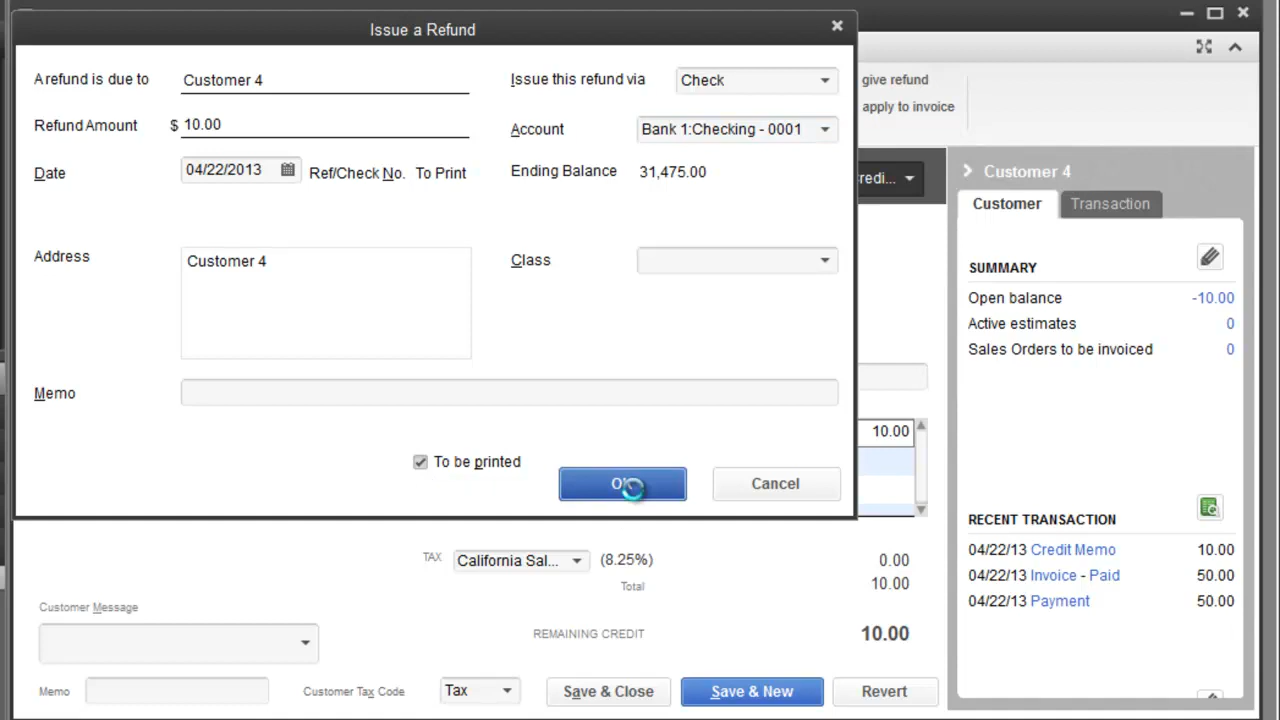 Issue a Refund
A refund is due to Customer 4
Issue this refund via Check
Refund Amount $ 10.00
Account Bank 1:Checking - 0001
Date 04/22/2013 Ref/Check No. To Print
Ending Balance 31,475.00
Address Customer 4
Class
Memo
To be printed
Cancel
give refund
apply to invoice
Customer 4
Customer Transaction
SUMMARY
Open balance -10.00
Active estimates 0
Sales Orders to be invoiced 0
10.00
RECENT TRANSACTION
04/22/13 Credit Memo 10.00
04/22/13 Invoice - Paid 50.00
04/22/13 Payment 50.00
TAX California Sal... (8.25%) 0.00
Total 10.00
Customer Message
REMAINING CREDIT 10.00
Memo
Customer Tax Code Tax
Save & Close Save & New Revert